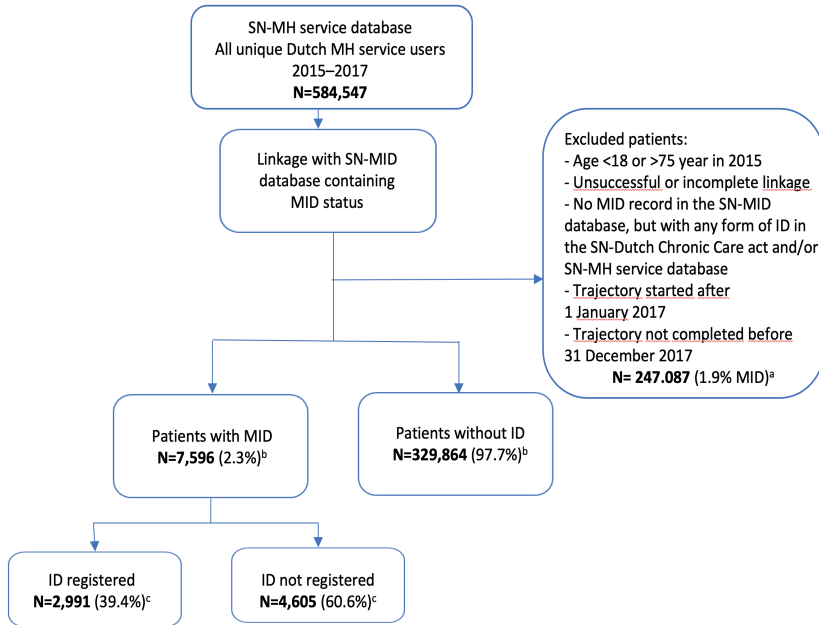 SN-MH service database
All unique Dutch MH service users
2015–2017
N=584,547
Linkage with SN-MID
database containing
MID status
Excluded patients:
- Age <18 or >75 year in 2015
- Unsuccessful or incomplete linkage
- No MID record in the SN-MID
database, but with any form of ID in
the SN-Dutch Chronic Care act and/or
SN-MH service database
- Trajectory started after
1 January 2017
- Trajectory not completed before
31 December 2017
N= 247.087 (1.9% MID)ᵃ
Patients with MID
N=7,596 (2.3%)ᵇ
Patients without ID
N=329,864 (97.7%)ᵇ
ID registered
N=2,991 (39.4%)ᶜ
ID not registered
N=4,605 (60.6%)ᶜ